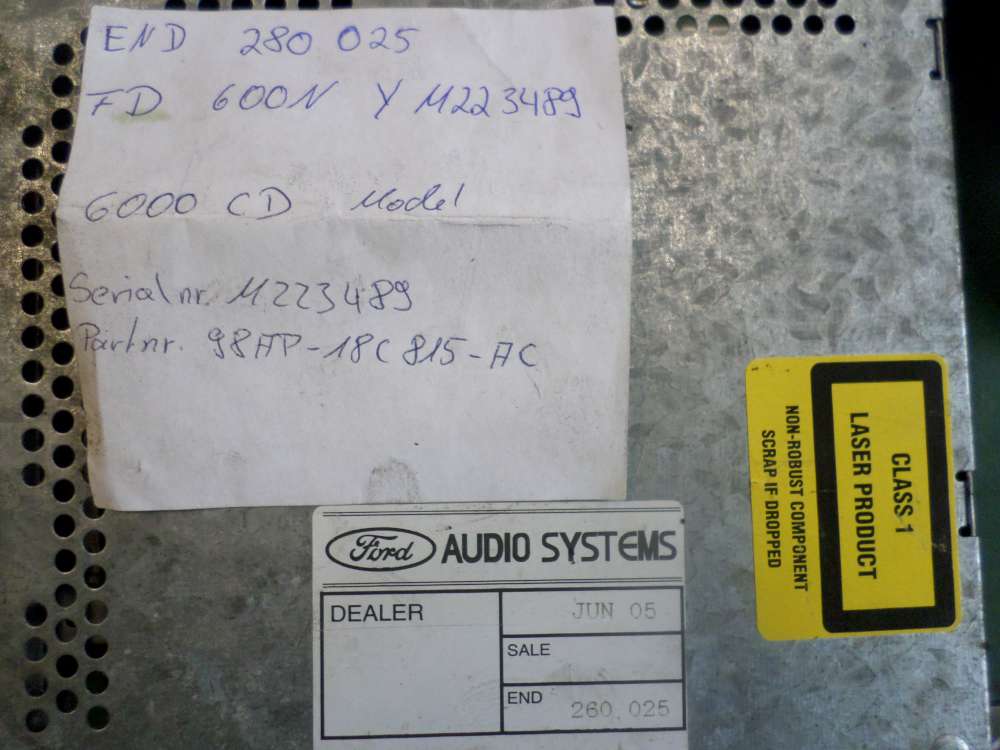 END 280 025
FD 600N Y M223489
6000 CD Model
Serialnr. M223489
Partnr. 98AP-18C815-AC
Ford AUDIO SYSTEMS
DEALER
JUN 05
SALE
END
260,025
CLASS 1
LASER PRODUCT
NON-ROBUST COMPONENT
SCRAP IF DROPPED